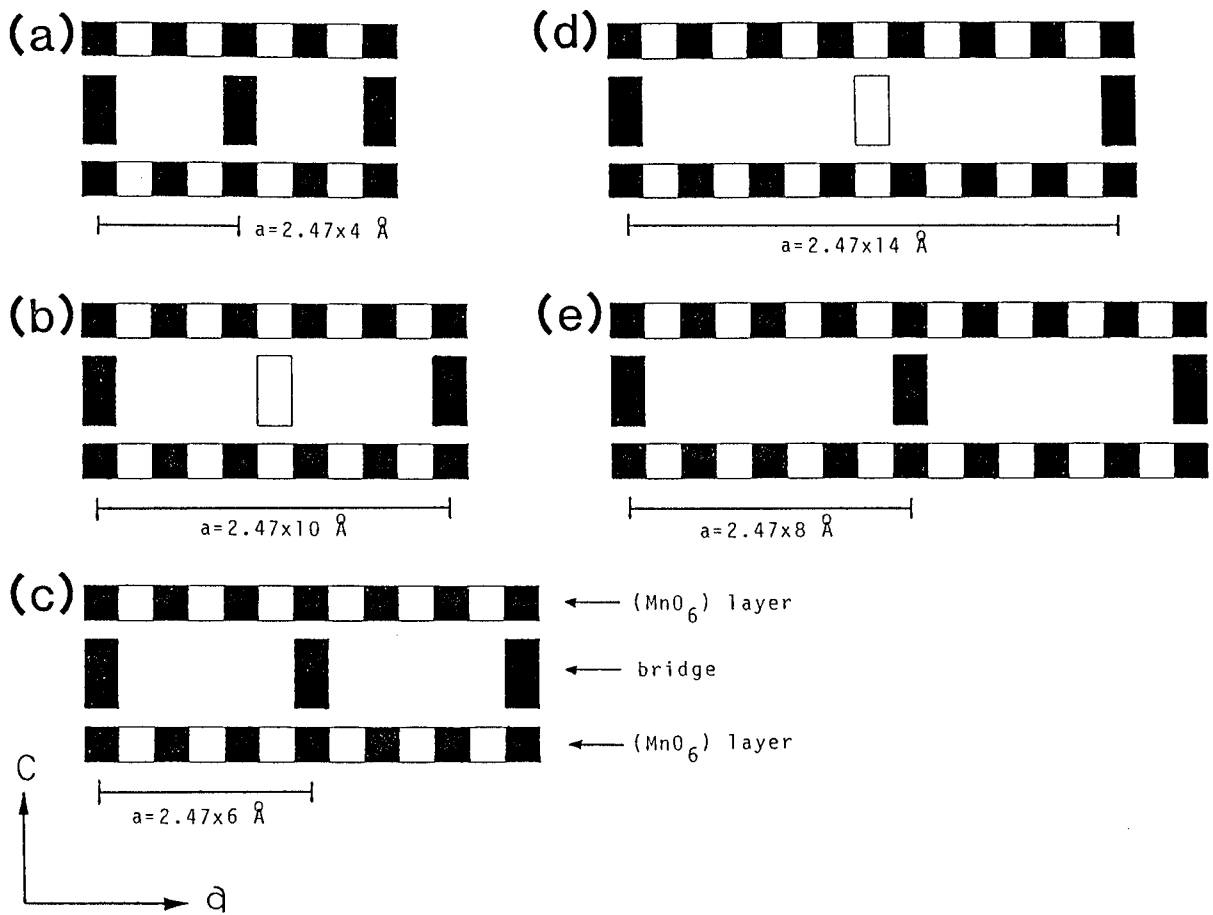 (a)
a=2.47x4 Å
(b)
a=2.47x10 Å
(c)
a=2.47x6 Å
(d)
a=2.47x14 Å
(e)
a=2.47x8 Å
(MnO₆) layer
bridge
(MnO₆) layer
C
a